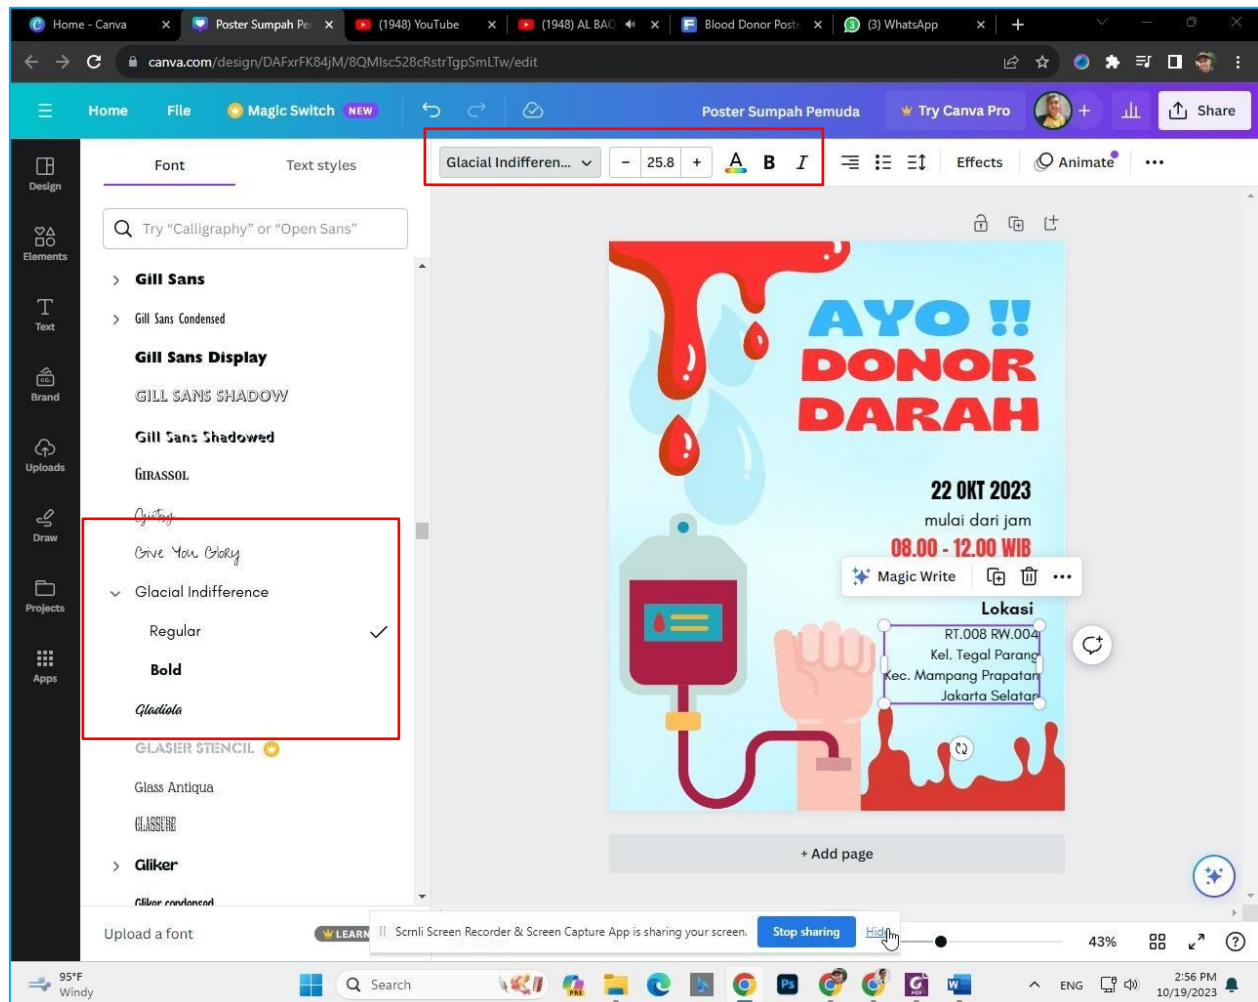 Home - Canva
Poster Sumpah Pe
(1948) YouTube
(1948) AL BAQ
Blood Donor Poste
(3) WhatsApp
canva.com/design/DAFxrFK84jM/8QMlsc528cRstrTgpSmLTw/edit
Home
File
Magic Switch NEW
Poster Sumpah Pemuda
Try Canva Pro
Share
Design
Elements
Text
Brand
Uploads
Draw
Projects
Apps
Font
Text styles
Try “Calligraphy” or “Open Sans”
Gill Sans
Gill Sans Condensed
Gill Sans Display
GILL SANS SHADOW
Gill Sans Shadowed
GIRASSOL
Give You Glory
Glacial Indifference
Regular
Bold
Gladiola
GLASER STENCIL
Glass Antiqua
GLASSURE
Gliker
Gliker condensed
Upload a font
LEARN
Glacial Indifferen...
– 25.8 +
A B I
Effects
Animate
AYO !!
DONOR
DARAH
22 OKT 2023
mulai dari jam
08.00 - 12.00 WIB
Magic Write
Lokasi
RT.008 RW.004
Kel. Tegal Parang
Kec. Mampang Prapatan
Jakarta Selatan
+ Add page
Scrnli Screen Recorder & Screen Capture App is sharing your screen.
Stop sharing
Hide
43%
95°F
Windy
Search
ENG
2:56 PM
10/19/2023